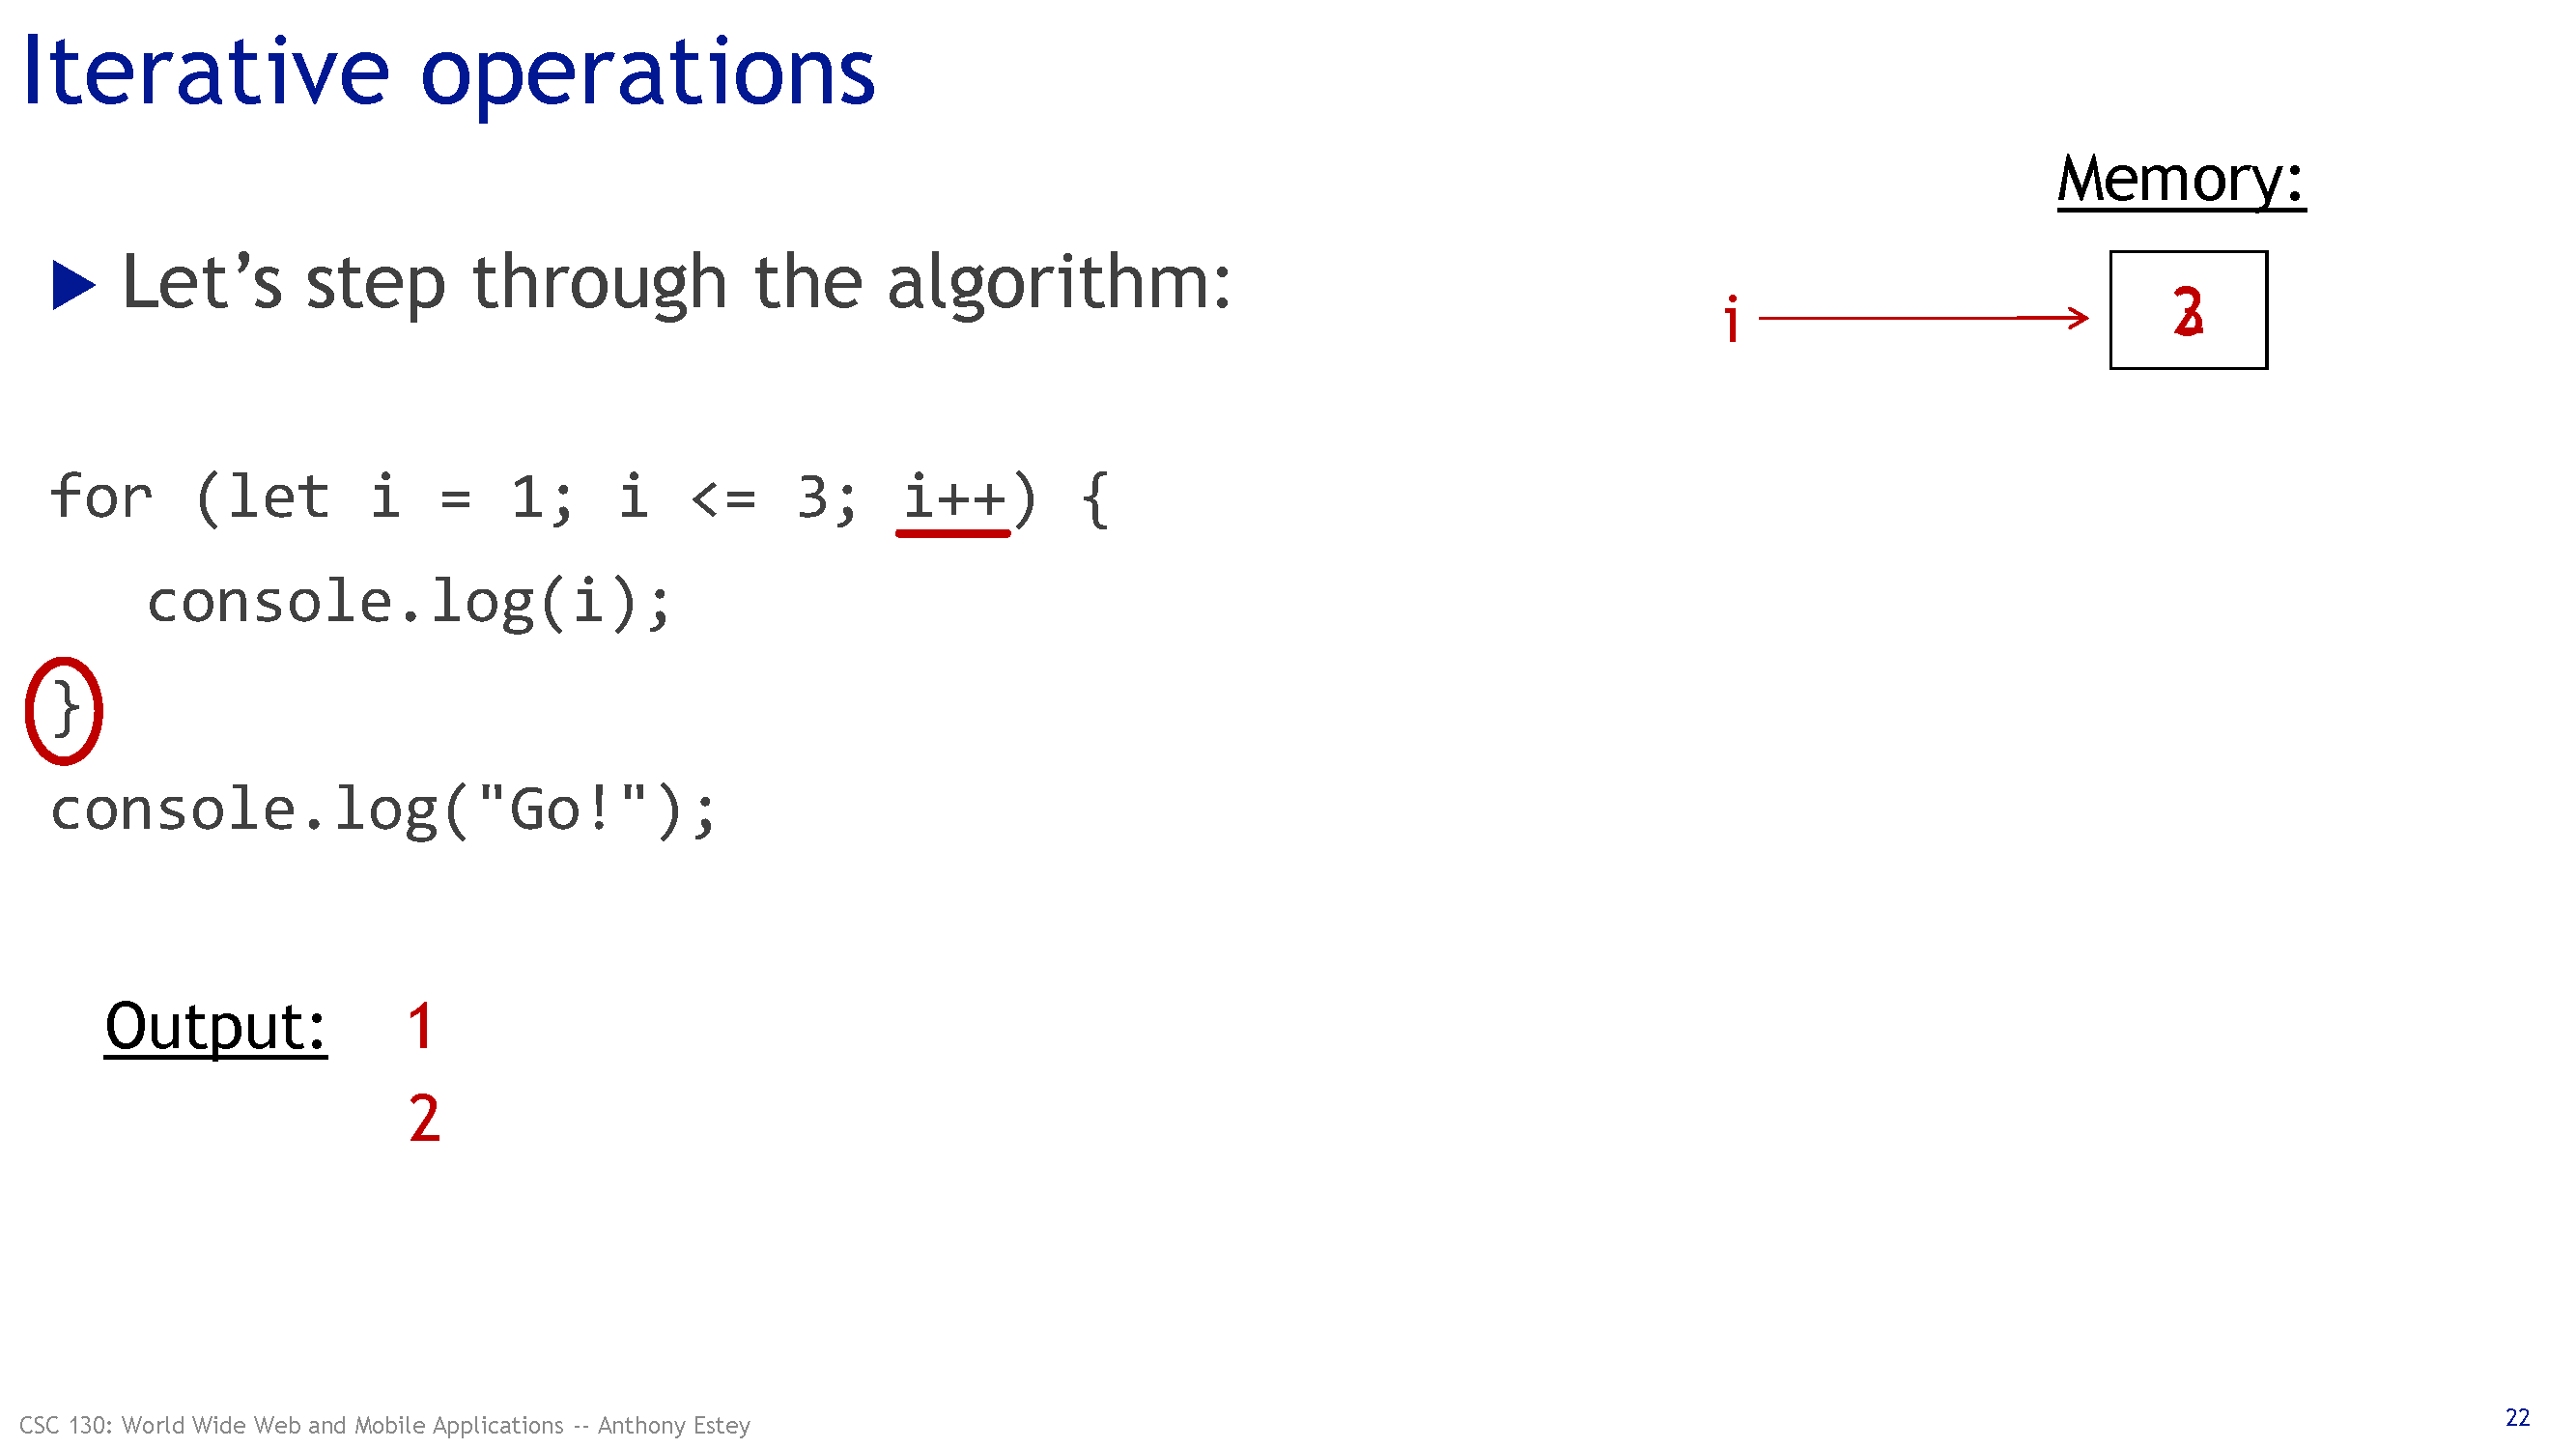 Iterative operations
Memory:
Let’s step through the algorithm:
i
for (let i = 1; i <= 3; i++) {
console.log(i);
}
console.log("Go!");
Output: 1
2
CSC 130: World Wide Web and Mobile Applications -- Anthony Estey
22